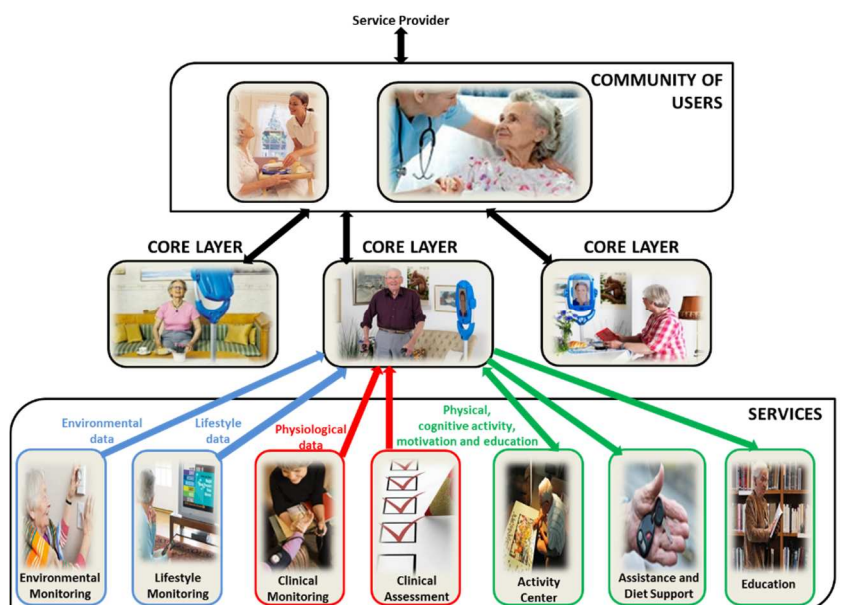 Service Provider
COMMUNITY OF
USERS
CORE LAYER
CORE LAYER
CORE LAYER
SERVICES
Environmental
data
Lifestyle
data
Physiological
data
Physical,
cognitive activity,
motivation and education
Environmental
Monitoring
Lifestyle
Monitoring
Clinical
Monitoring
Clinical
Assessment
Activity
Center
Assistance and
Diet Support
Education